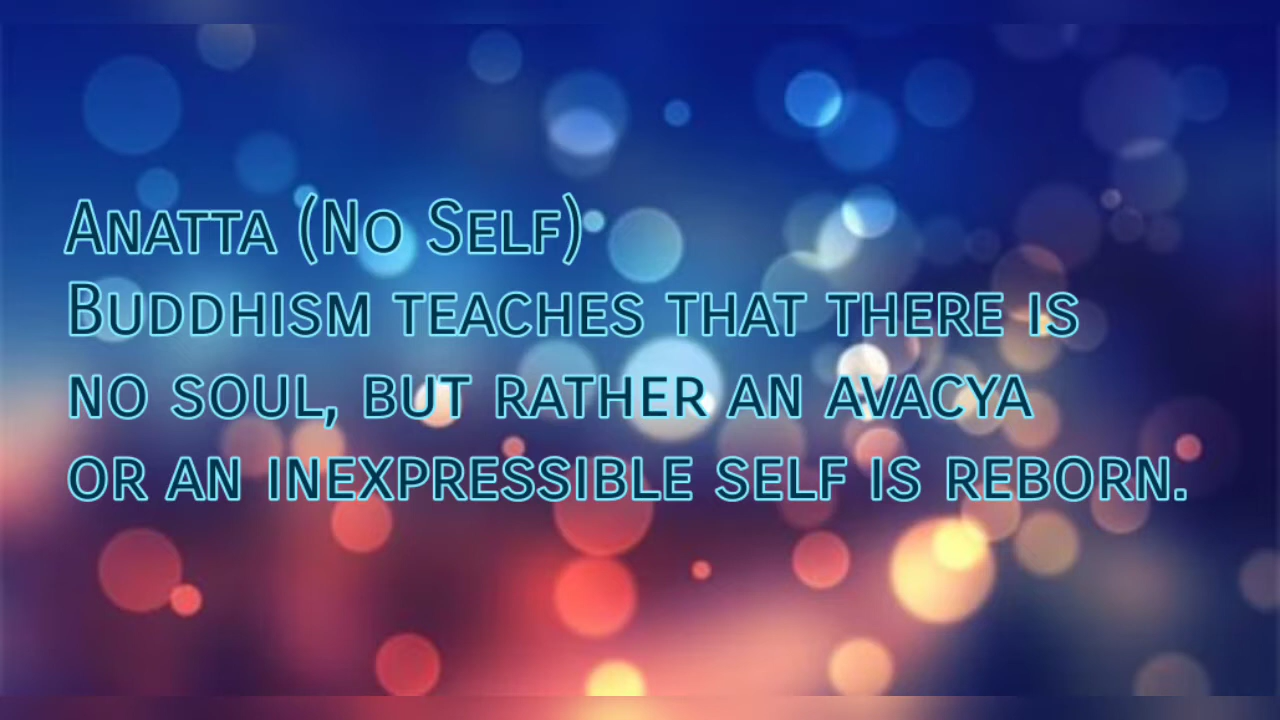 Anatta (No Self)
Buddhism teaches that there is
no soul, but rather an avacya
or an inexpressible self is reborn.